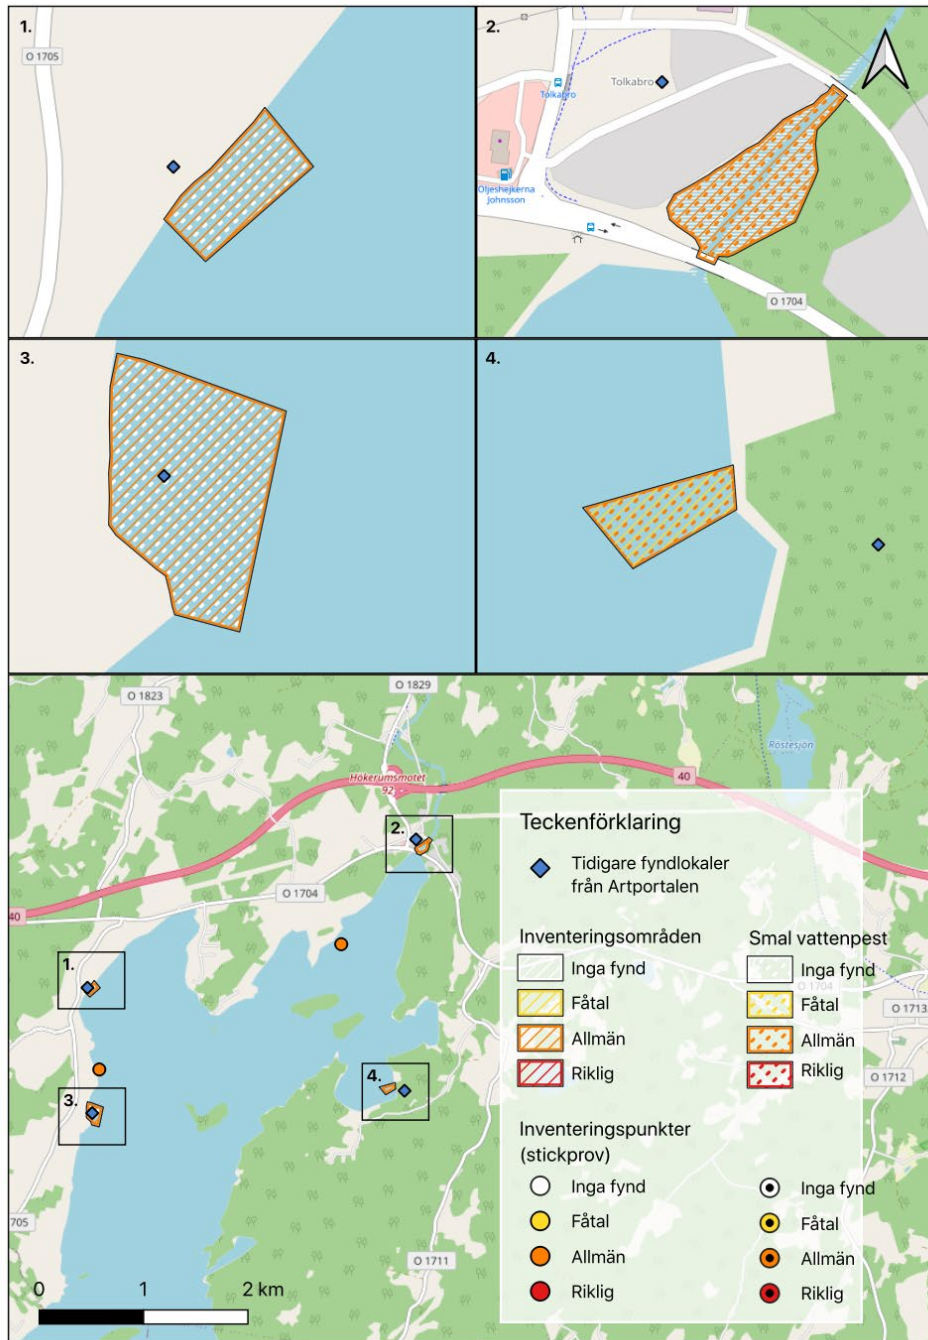 1.
O 1705
2.
Tolkabro
Tolkabro
Oljeshejkerna
Johnsson
O 1704
3.
4.
O 1829
O 1823
Röstesjön
Hökerumsmotet
92
40
2.
O 1704
40
1.
3.
4.
O 1704
O 1713
O 1712
705
O 1711
0 1 2 km
Teckenförklaring
Tidigare fyndlokaler
från Artportalen
Inventeringsområden
Inga fynd
Fåtal
Allmän
Riklig
Smal vattenpest
Inga fynd
Fåtal
Allmän
Riklig
Inventeringspunkter
(stickprov)
Inga fynd
Fåtal
Allmän
Riklig
Inga fynd
Fåtal
Allmän
Riklig